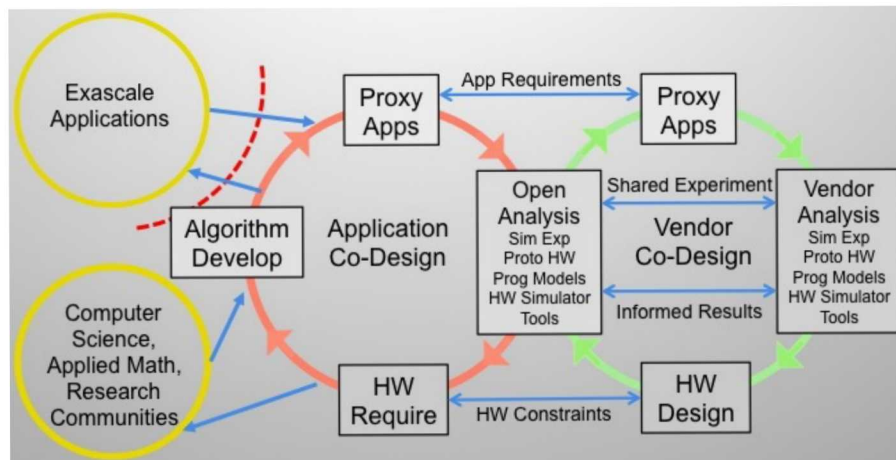 Exascale
Applications
Proxy
Apps
App Requirements
Proxy
Apps
Algorithm
Develop
Application
Co-Design
Open
Analysis
Sim Exp
Proto HW
Prog Models
HW Simulator
Tools
Shared Experiment
Vendor
Co-Design
Informed Results
Vendor
Analysis
Sim Exp
Proto HW
Prog Models
HW Simulator
Tools
Computer
Science,
Applied Math,
Research
Communities
HW
Require
HW Constraints
HW
Design